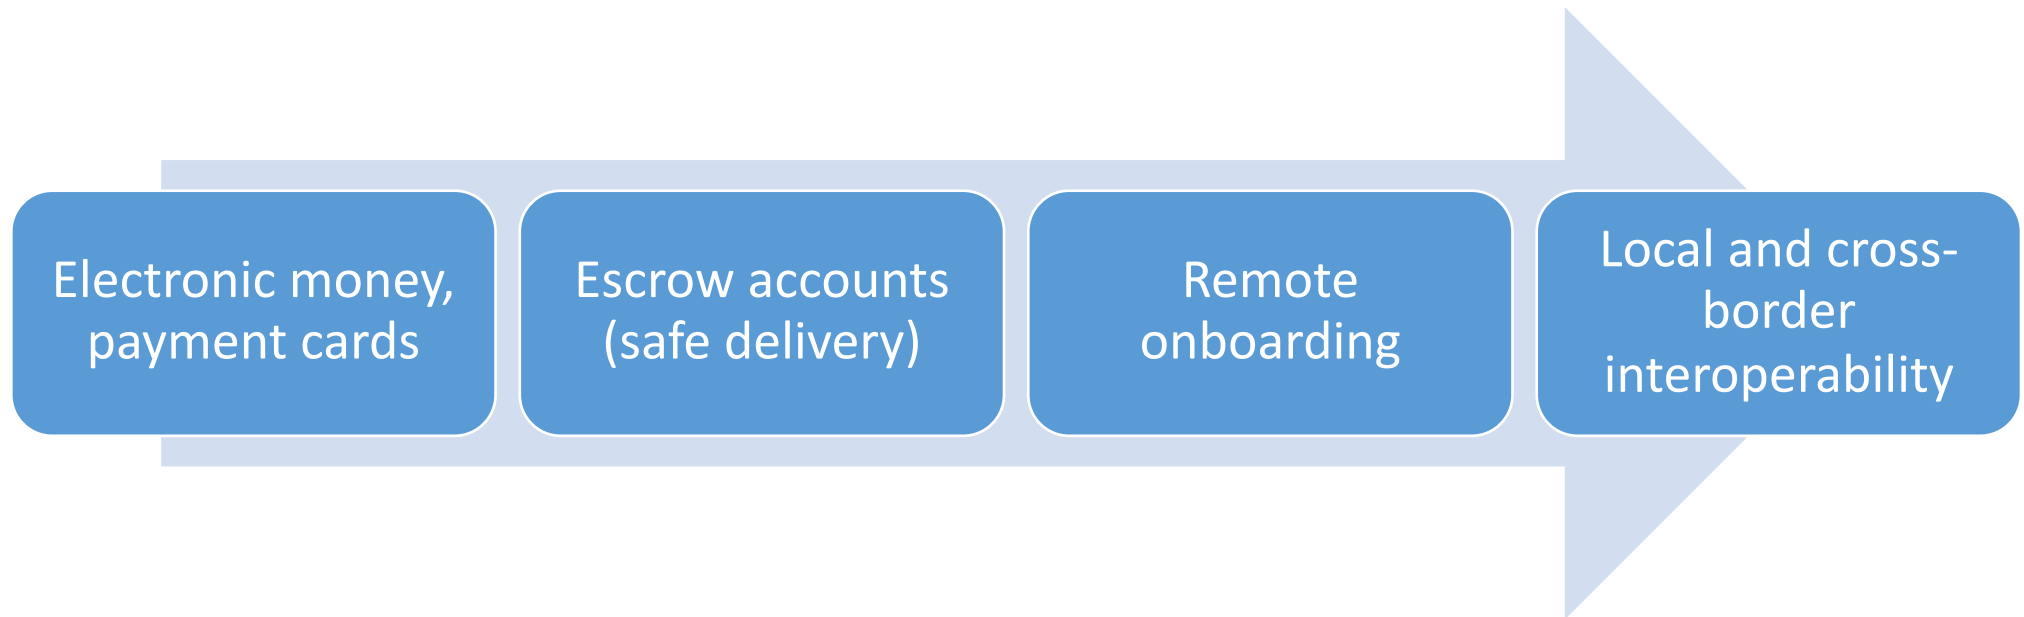 Electronic money,
payment cards
Escrow accounts
(safe delivery)
Remote
onboarding
Local and cross-
border
interoperability